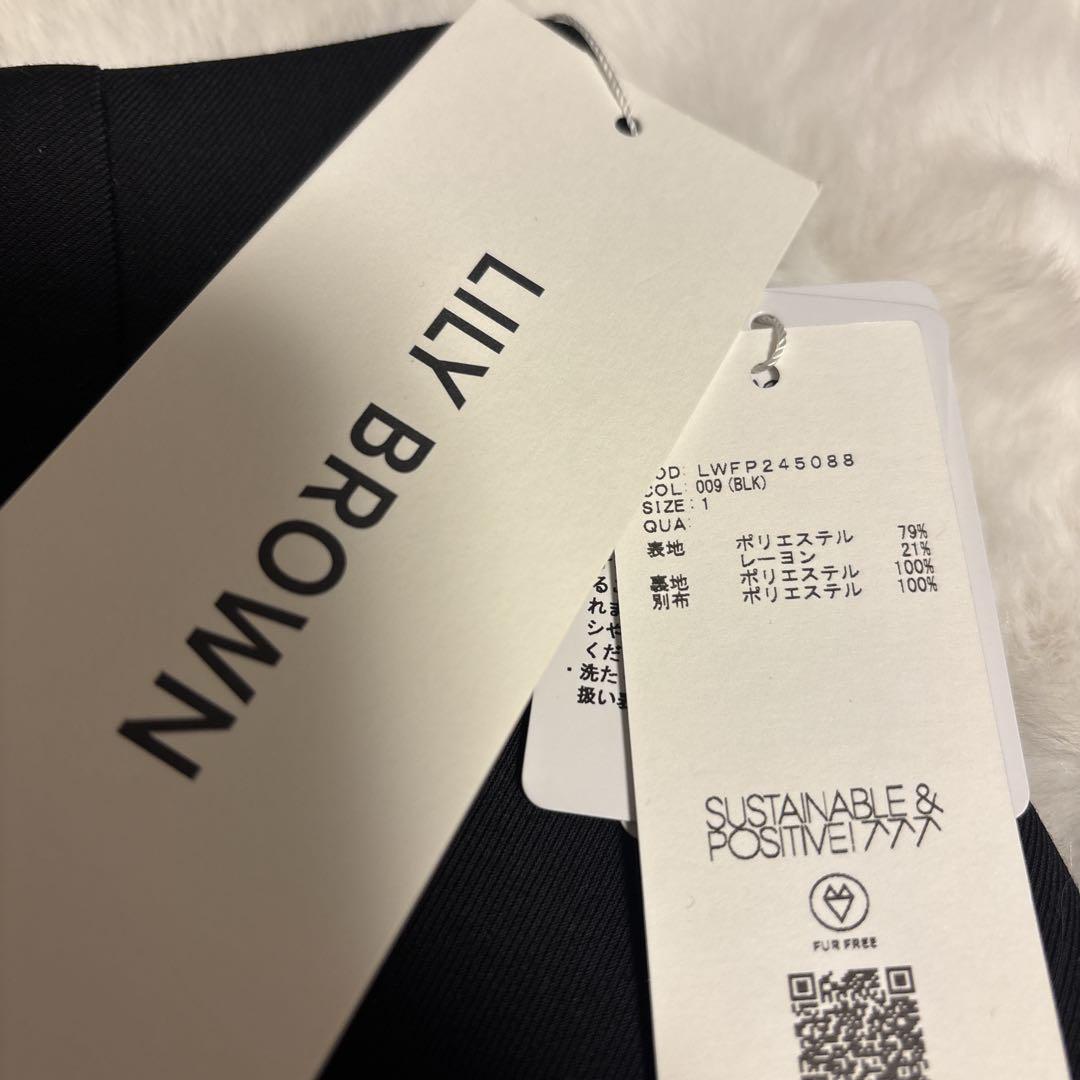 LILY BROWN
OD: LWFP245088
COL: 009(BLK)
SIZE: 1
QUA:
表地 ポリエステル 79%
レーヨン 21%
裏地 ポリエステル 100%
別布 ポリエステル 100%
る
れま
シャ
くだ
・洗た
扱い
SUSTAINABLE &
POSITIVE!
FUR FREE